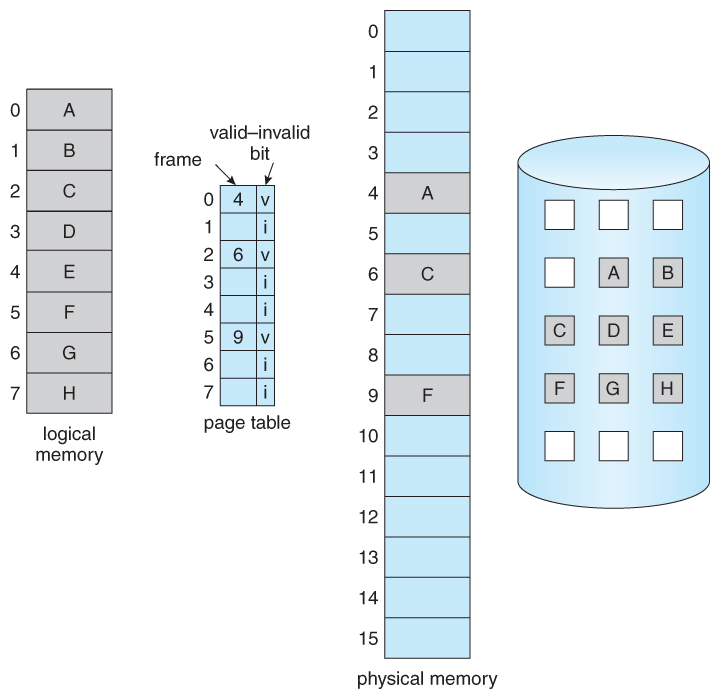 0 A
1 B
2 C
3 D
4 E
5 F
6 G
7 H
logical
memory
valid–invalid
bit
frame
0 4 v
1 i
2 6 v
3 i
4 i
5 9 v
6 i
7 i
page table
0
1
2
3
4 A
5
6 C
7
8
9 F
10
11
12
13
14
15
physical memory
A B
C D E
F G H